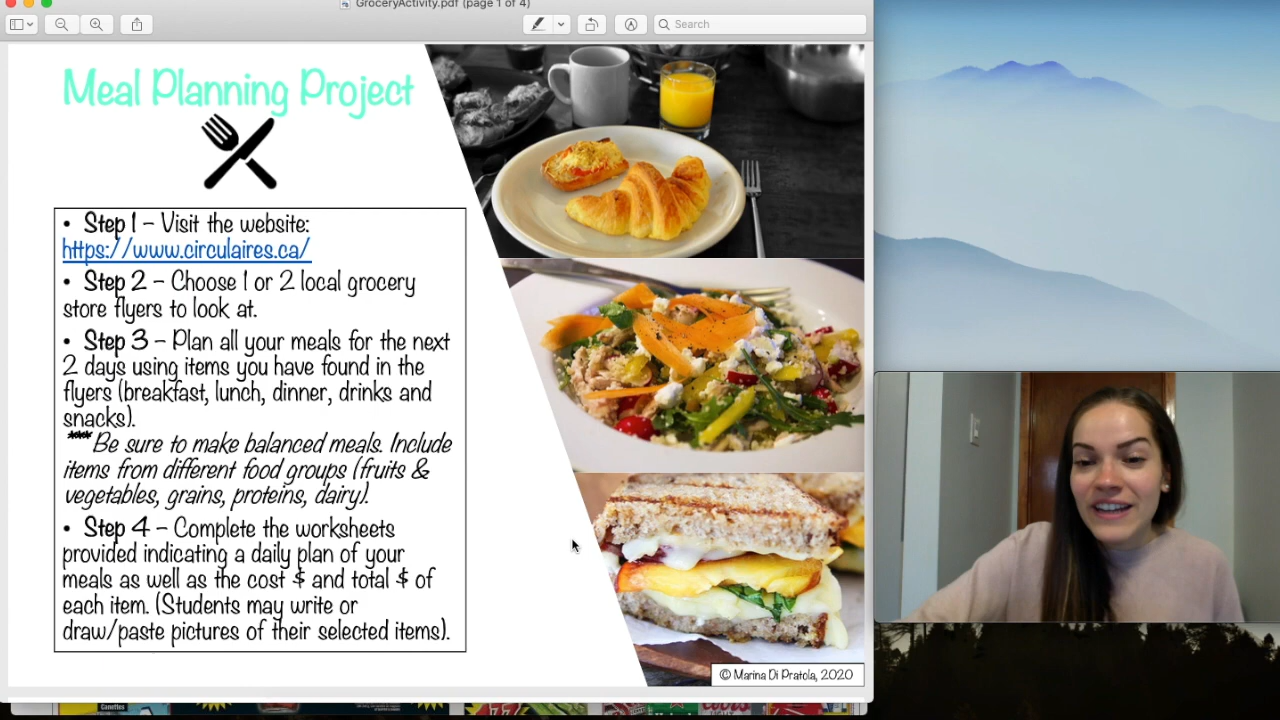 GroceryActivity.pdf (page 1 of 4)
Search
Meal Planning Project
• Step 1 – Visit the website:
https://www.circulaires.ca/
• Step 2 – Choose 1 or 2 local grocery
store flyers to look at.
• Step 3 – Plan all your meals for the next
2 days using items you have found in the
flyers (breakfast, lunch, dinner, drinks and
snacks).
***Be sure to make balanced meals. Include
items from different food groups (fruits &
vegetables, grains, proteins, dairy).
• Step 4 – Complete the worksheets
provided indicating a daily plan of your
meals as well as the cost $ and total $ of
each item. (Students may write or
draw/paste pictures of their selected items).
© Marina Di Pratola, 2020